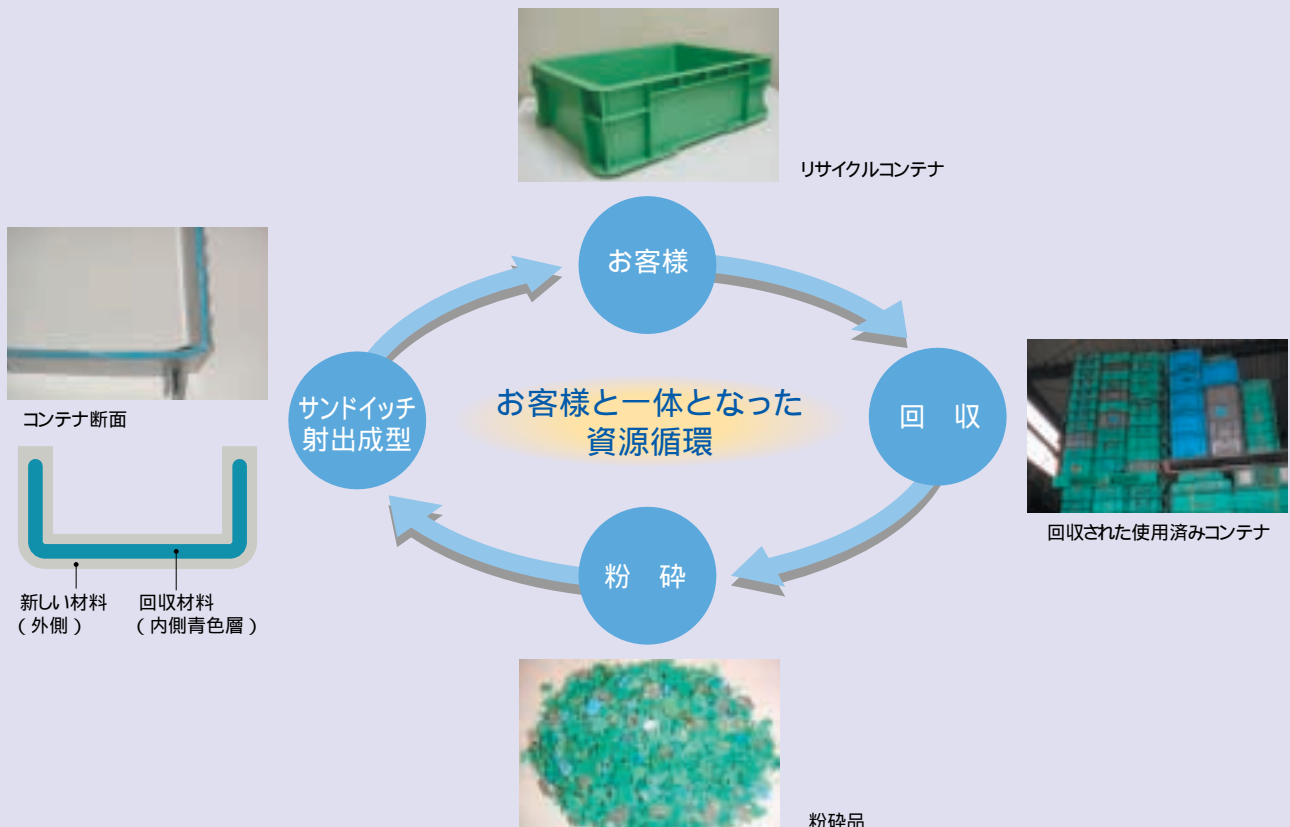 リサイクルコンテナ
お客様
コンテナ断面
サンドイッチ
射出成型
お客様と一体となった
資源循環
回 収
回収された使用済みコンテナ
新しい材料
(外側)
回収材料
(内側青色層)
粉 砕
粉砕品